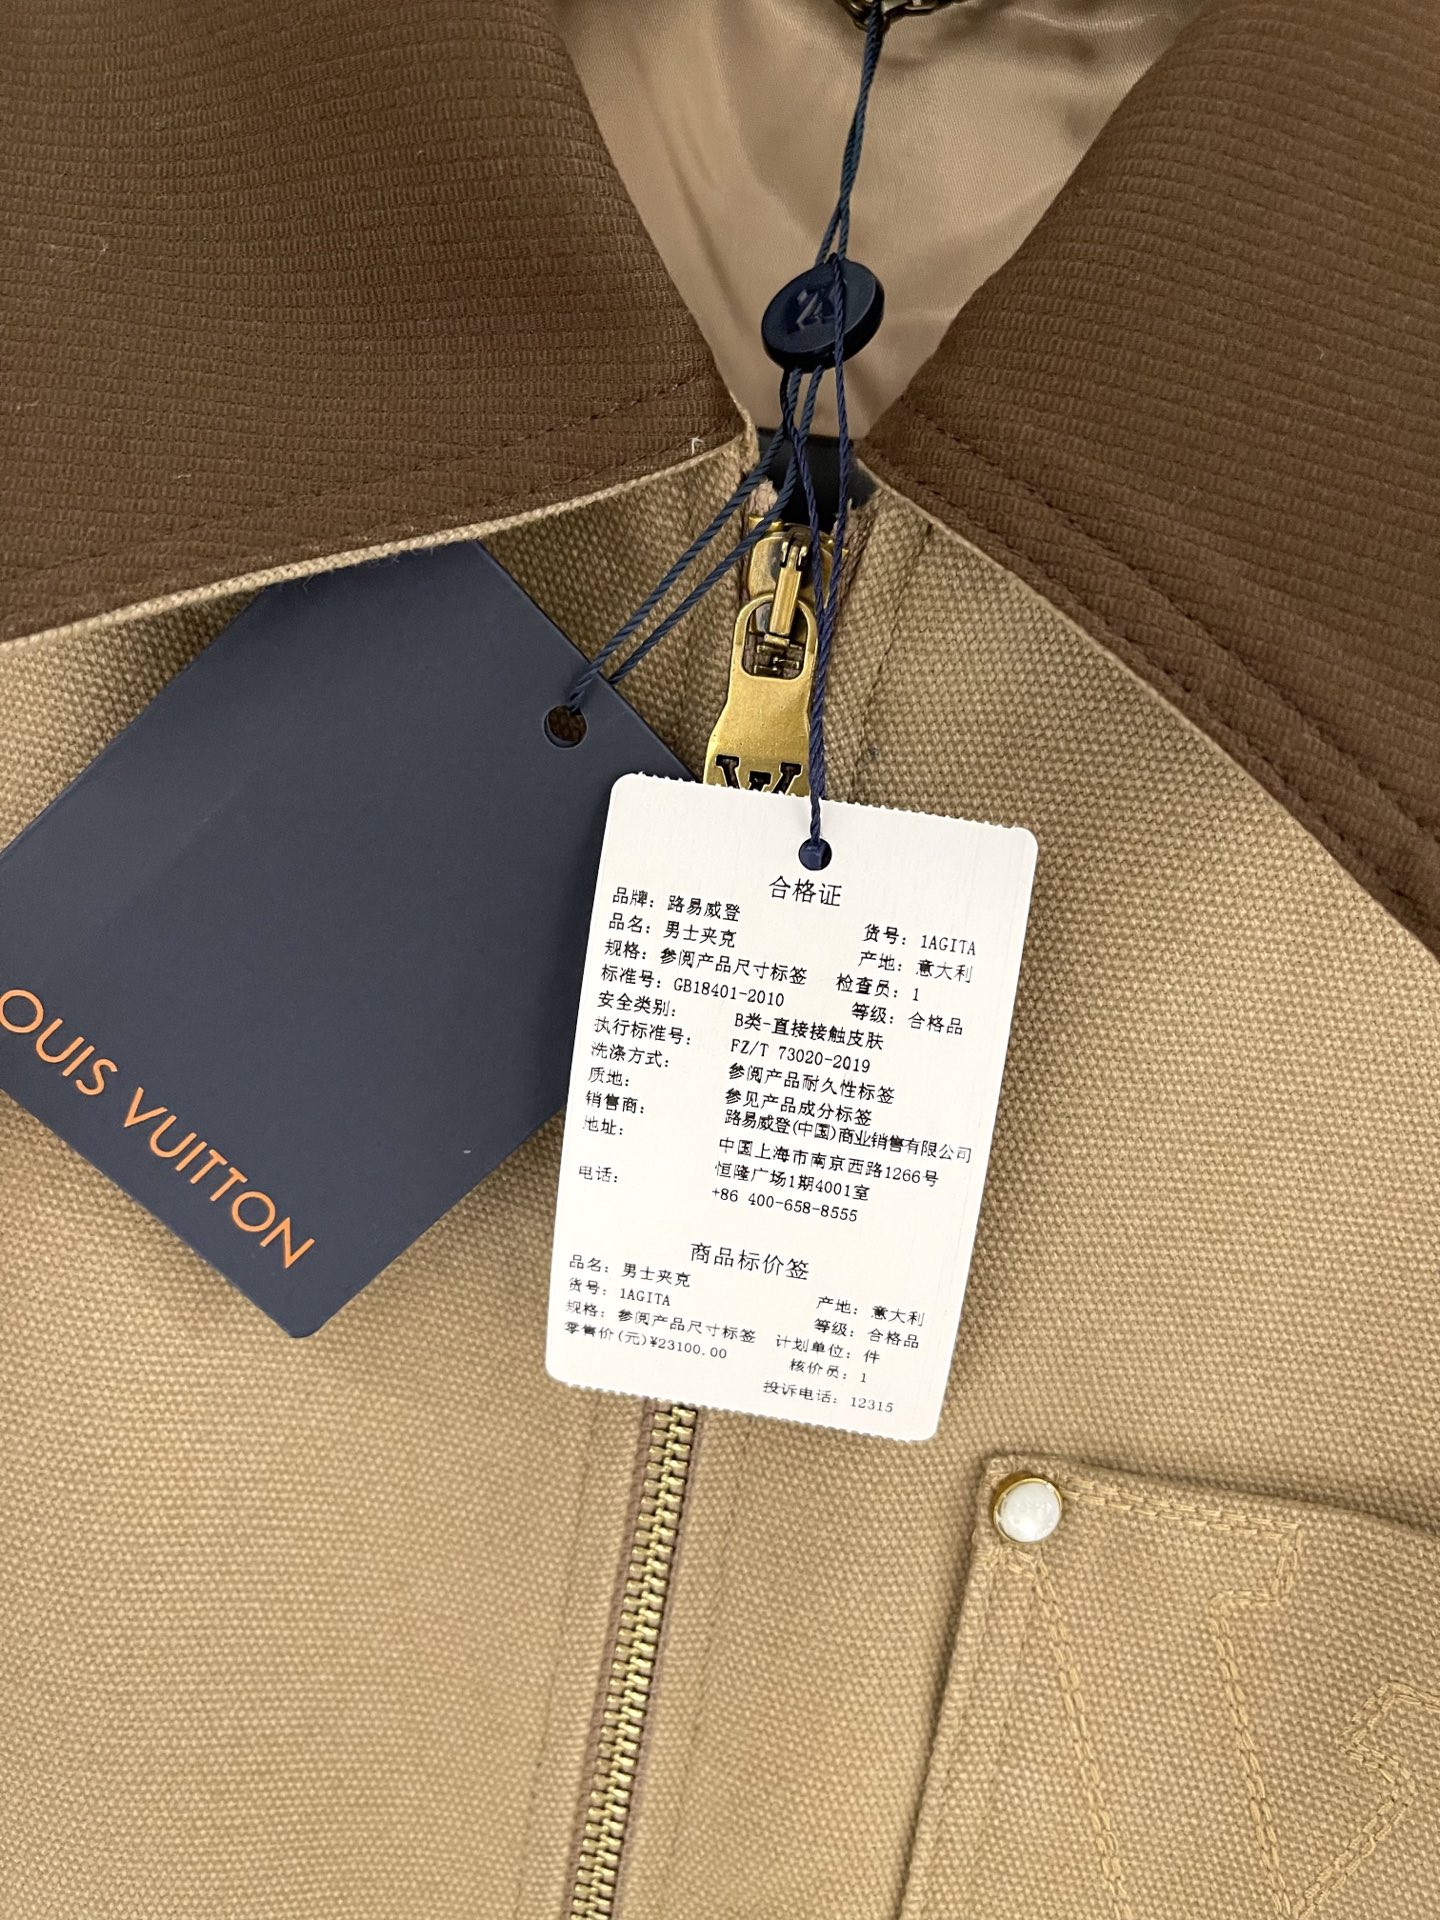 合格证
品牌: 路易威登
品名: 男士夹克 货号: 1AGITA
规格: 参阅产品尺寸标签 产地: 意大利
标准号: GB18401-2010 检查员: 1
安全类别: B类-直接接触皮肤 等级: 合格品
执行标准号: FZ/T 73020-2019
洗涤方式: 参阅产品耐久性标签
质地: 参见产品成分标签
销售商: 路易威登(中国)商业销售有限公司
地址: 中国上海市南京西路1266号
恒隆广场1期4001室
电话: +86 400-658-8555
商品标价签
品名: 男士夹克
货号: 1AGITA 产地: 意大利
规格: 参阅产品尺寸标签 等级: 合格品
零售价(元)¥23100.00 计划单位: 件
核价员: 1
投诉电话: 12315
OUIS VUITTON